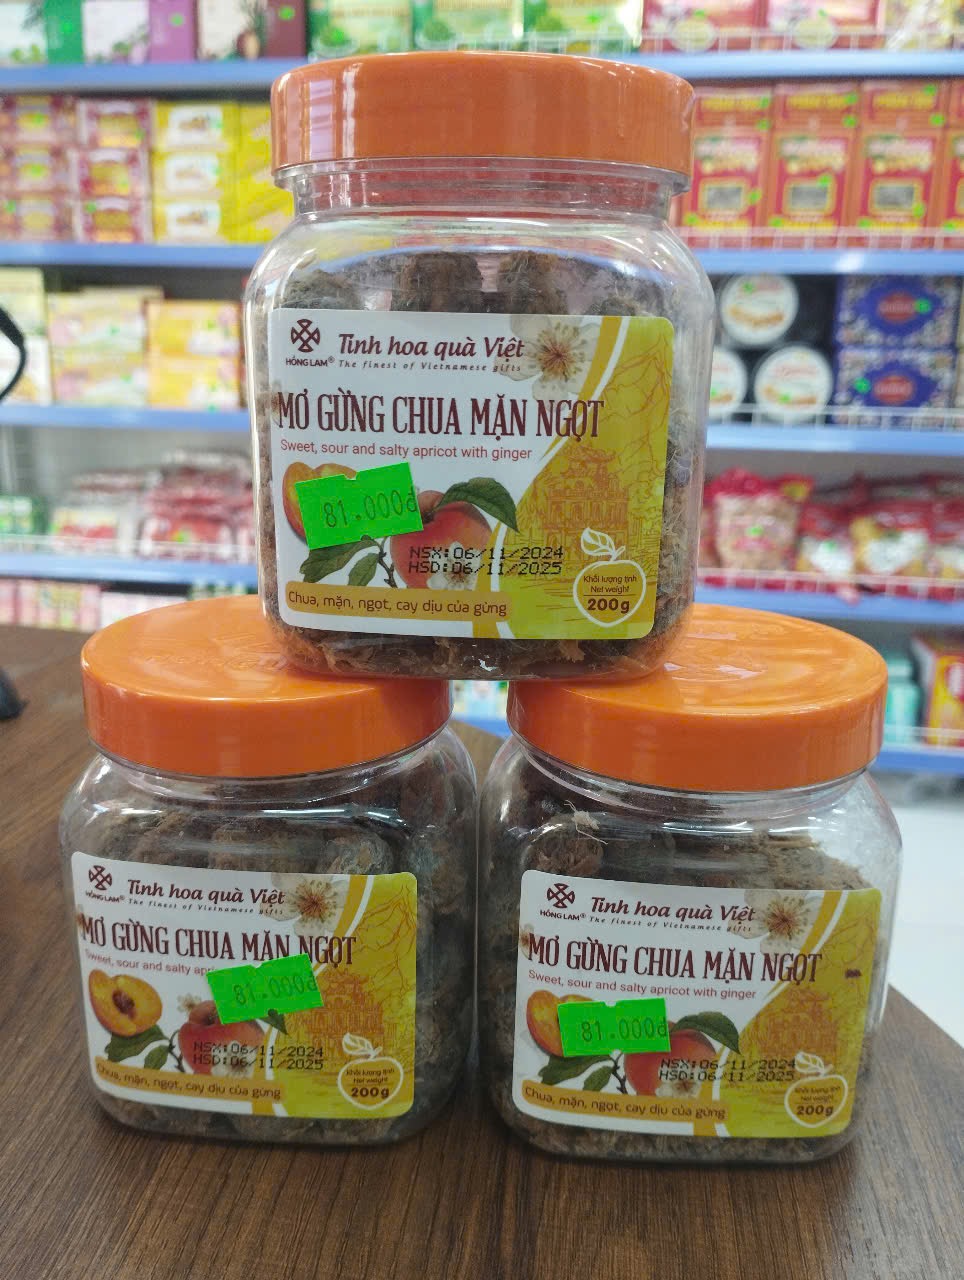 Tinh hoa quà Việt
HỒNG LAM® The finest of Vietnamese gifts
MƠ GỪNG CHUA MẶN NGỌT
Sweet, sour and salty apricot with ginger
81.000đ
NSX:06/11/2024
HSD:06/11/2025
Khối lượng tịnh
Net weight
200g
Chua, mặn, ngọt, cay dịu của gừng
Tinh hoa quà Việt
HỒNG LAM® The finest of Vietnamese gifts
MƠ GỪNG CHUA MẶN NGỌT
Sweet, sour and salty apri
81.000đ
NSX:06/11/2024
HSD:06/11/2025
Khối lượng tịnh
Net weight
200g
Chua, mặn, ngọt, cay dịu của gừng
Tinh hoa quà Việt
HỒNG LAM® The finest of Vietnamese gifts
MƠ GỪNG CHUA MẶN NGỌT
Sweet, sour and salty apricot with ginger
81.000đ
NSX:06/11/2024
HSD:06/11/2025
Khối lượng tịnh
Net weight
200g
Chua, mặn, ngọt, cay dịu của gừng